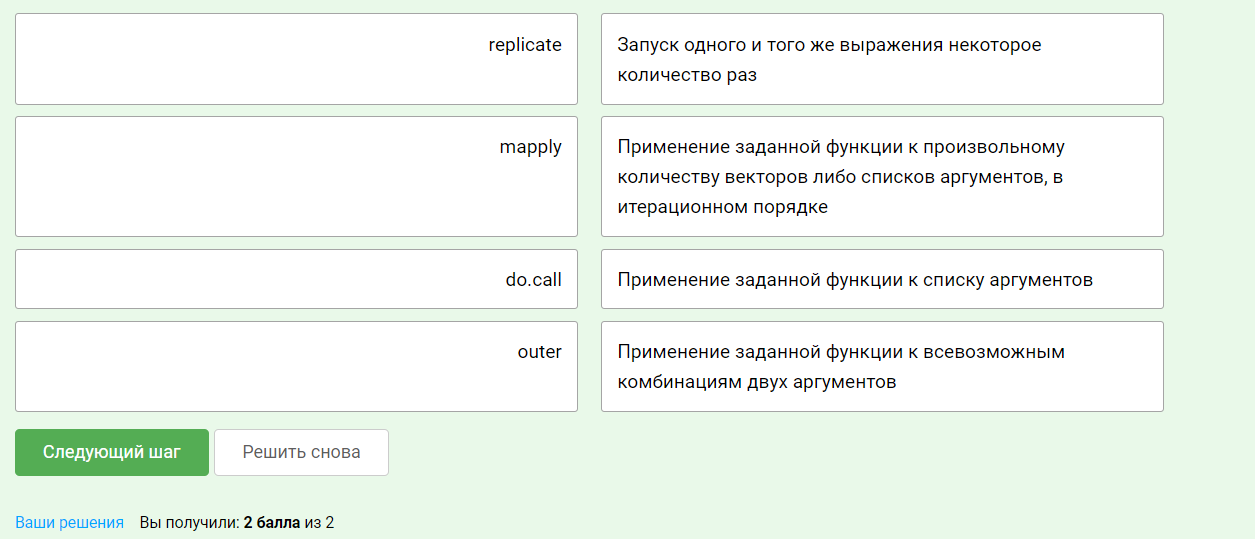 replicate
Запуск одного и того же выражения некоторое
количество раз
mapply
Применение заданной функции к произвольному
количеству векторов либо списков аргументов, в
итерационном порядке
do.call
Применение заданной функции к списку аргументов
outer
Применение заданной функции к всевозможным
комбинациям двух аргументов
Следующий шаг
Решить снова
Ваши решения Вы получили: 2 балла из 2